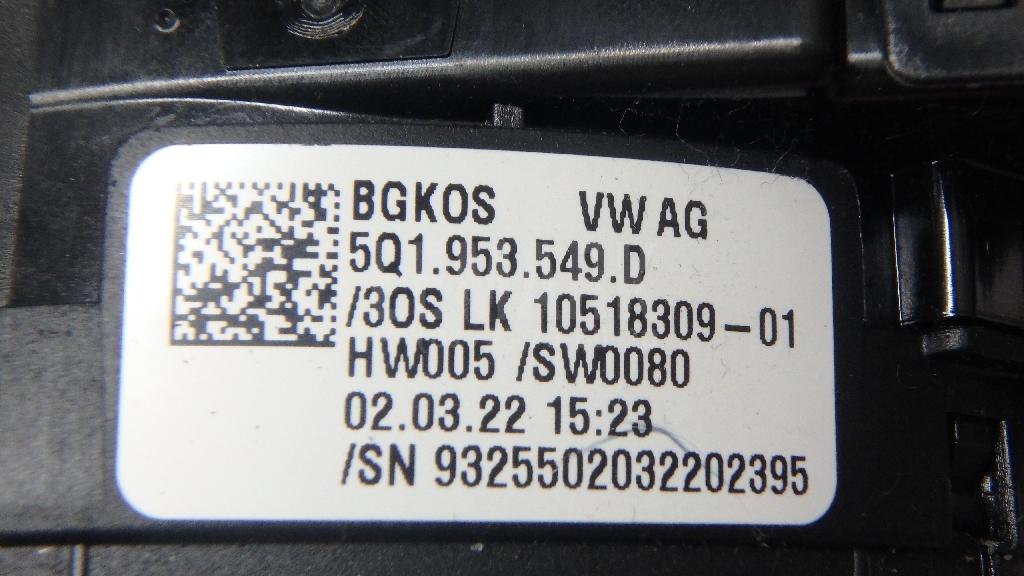 BGKOS VW AG
5Q1.953.549.D
/3OS LK 10518309-01
HW005 /SW0080
02.03.22 15:23
/SN 9325502032202395